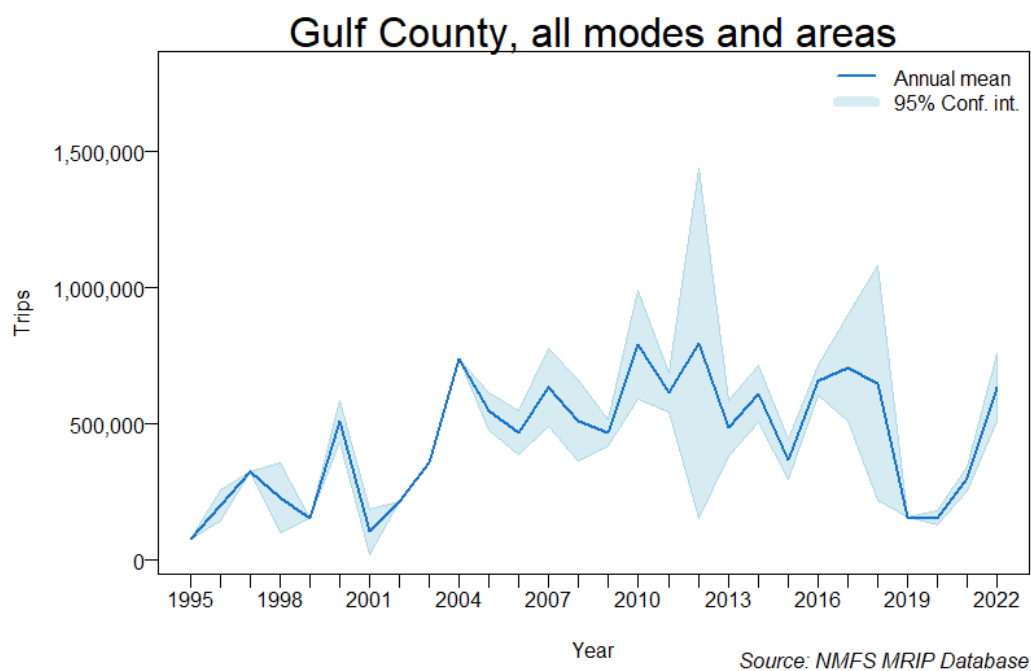 Gulf County, all modes and areas
Annual mean
95% Conf. int.
1,500,000
1,000,000
500,000
0
Trips
1995 1998 2001 2004 2007 2010 2013 2016 2019 2022
Year
Source: NMFS MRIP Database